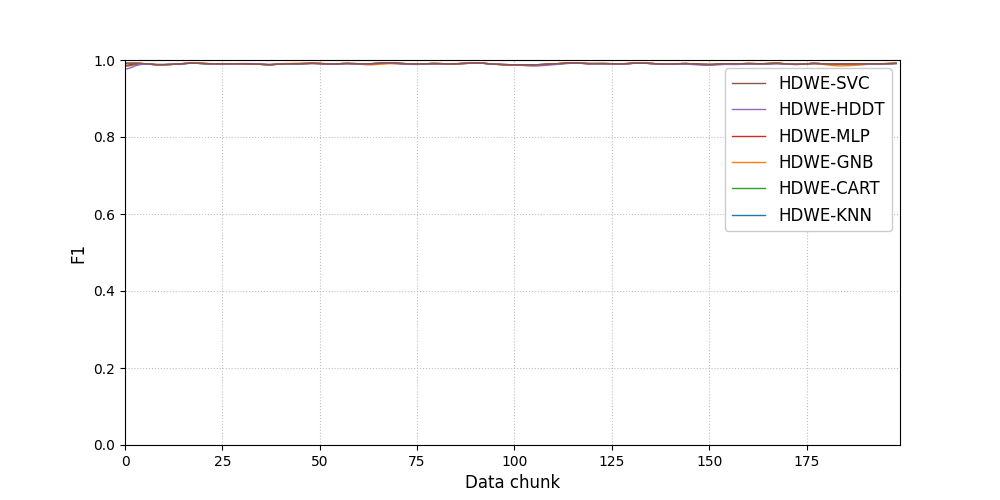 1.0
0.8
0.6
0.4
0.2
0.0
F1
HDWE-SVC
HDWE-HDDT
HDWE-MLP
HDWE-GNB
HDWE-CART
HDWE-KNN
0 25 50 75 100 125 150 175
Data chunk